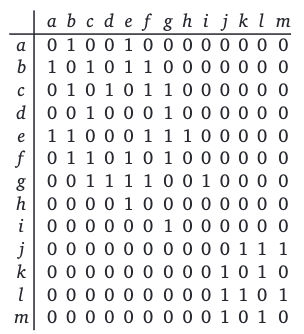 a b c d e f g h i j k l m
a 0 1 0 0 1 0 0 0 0 0 0 0 0
b 1 0 1 0 1 1 0 0 0 0 0 0 0
c 0 1 0 1 0 1 1 0 0 0 0 0 0
d 0 0 1 0 0 0 1 0 0 0 0 0 0
e 1 1 0 0 0 1 1 1 0 0 0 0 0
f 0 1 1 0 1 0 1 0 0 0 0 0 0
g 0 0 1 1 1 1 0 0 1 0 0 0 0
h 0 0 0 0 1 0 0 0 0 0 0 0 0
i 0 0 0 0 0 0 1 0 0 0 0 0 0
j 0 0 0 0 0 0 0 0 0 0 1 1 1
k 0 0 0 0 0 0 0 0 0 1 0 1 0
l 0 0 0 0 0 0 0 0 0 1 1 0 1
m 0 0 0 0 0 0 0 0 0 1 0 1 0